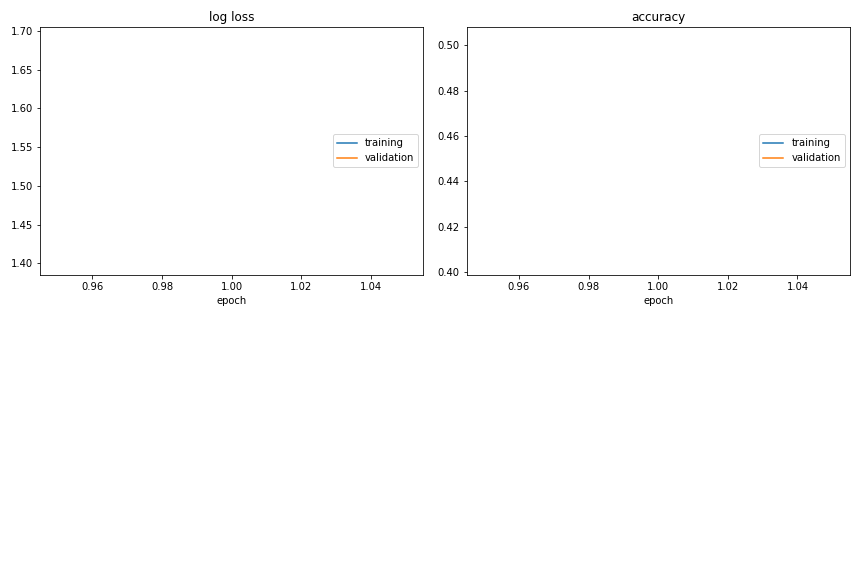 log loss
1.70
1.65
1.60
1.55
1.50
1.45
1.40
training
validation
0.96 0.98 1.00 1.02 1.04
epoch
accuracy
0.50
0.48
0.46
0.44
0.42
0.40
training
validation
0.96 0.98 1.00 1.02 1.04
epoch